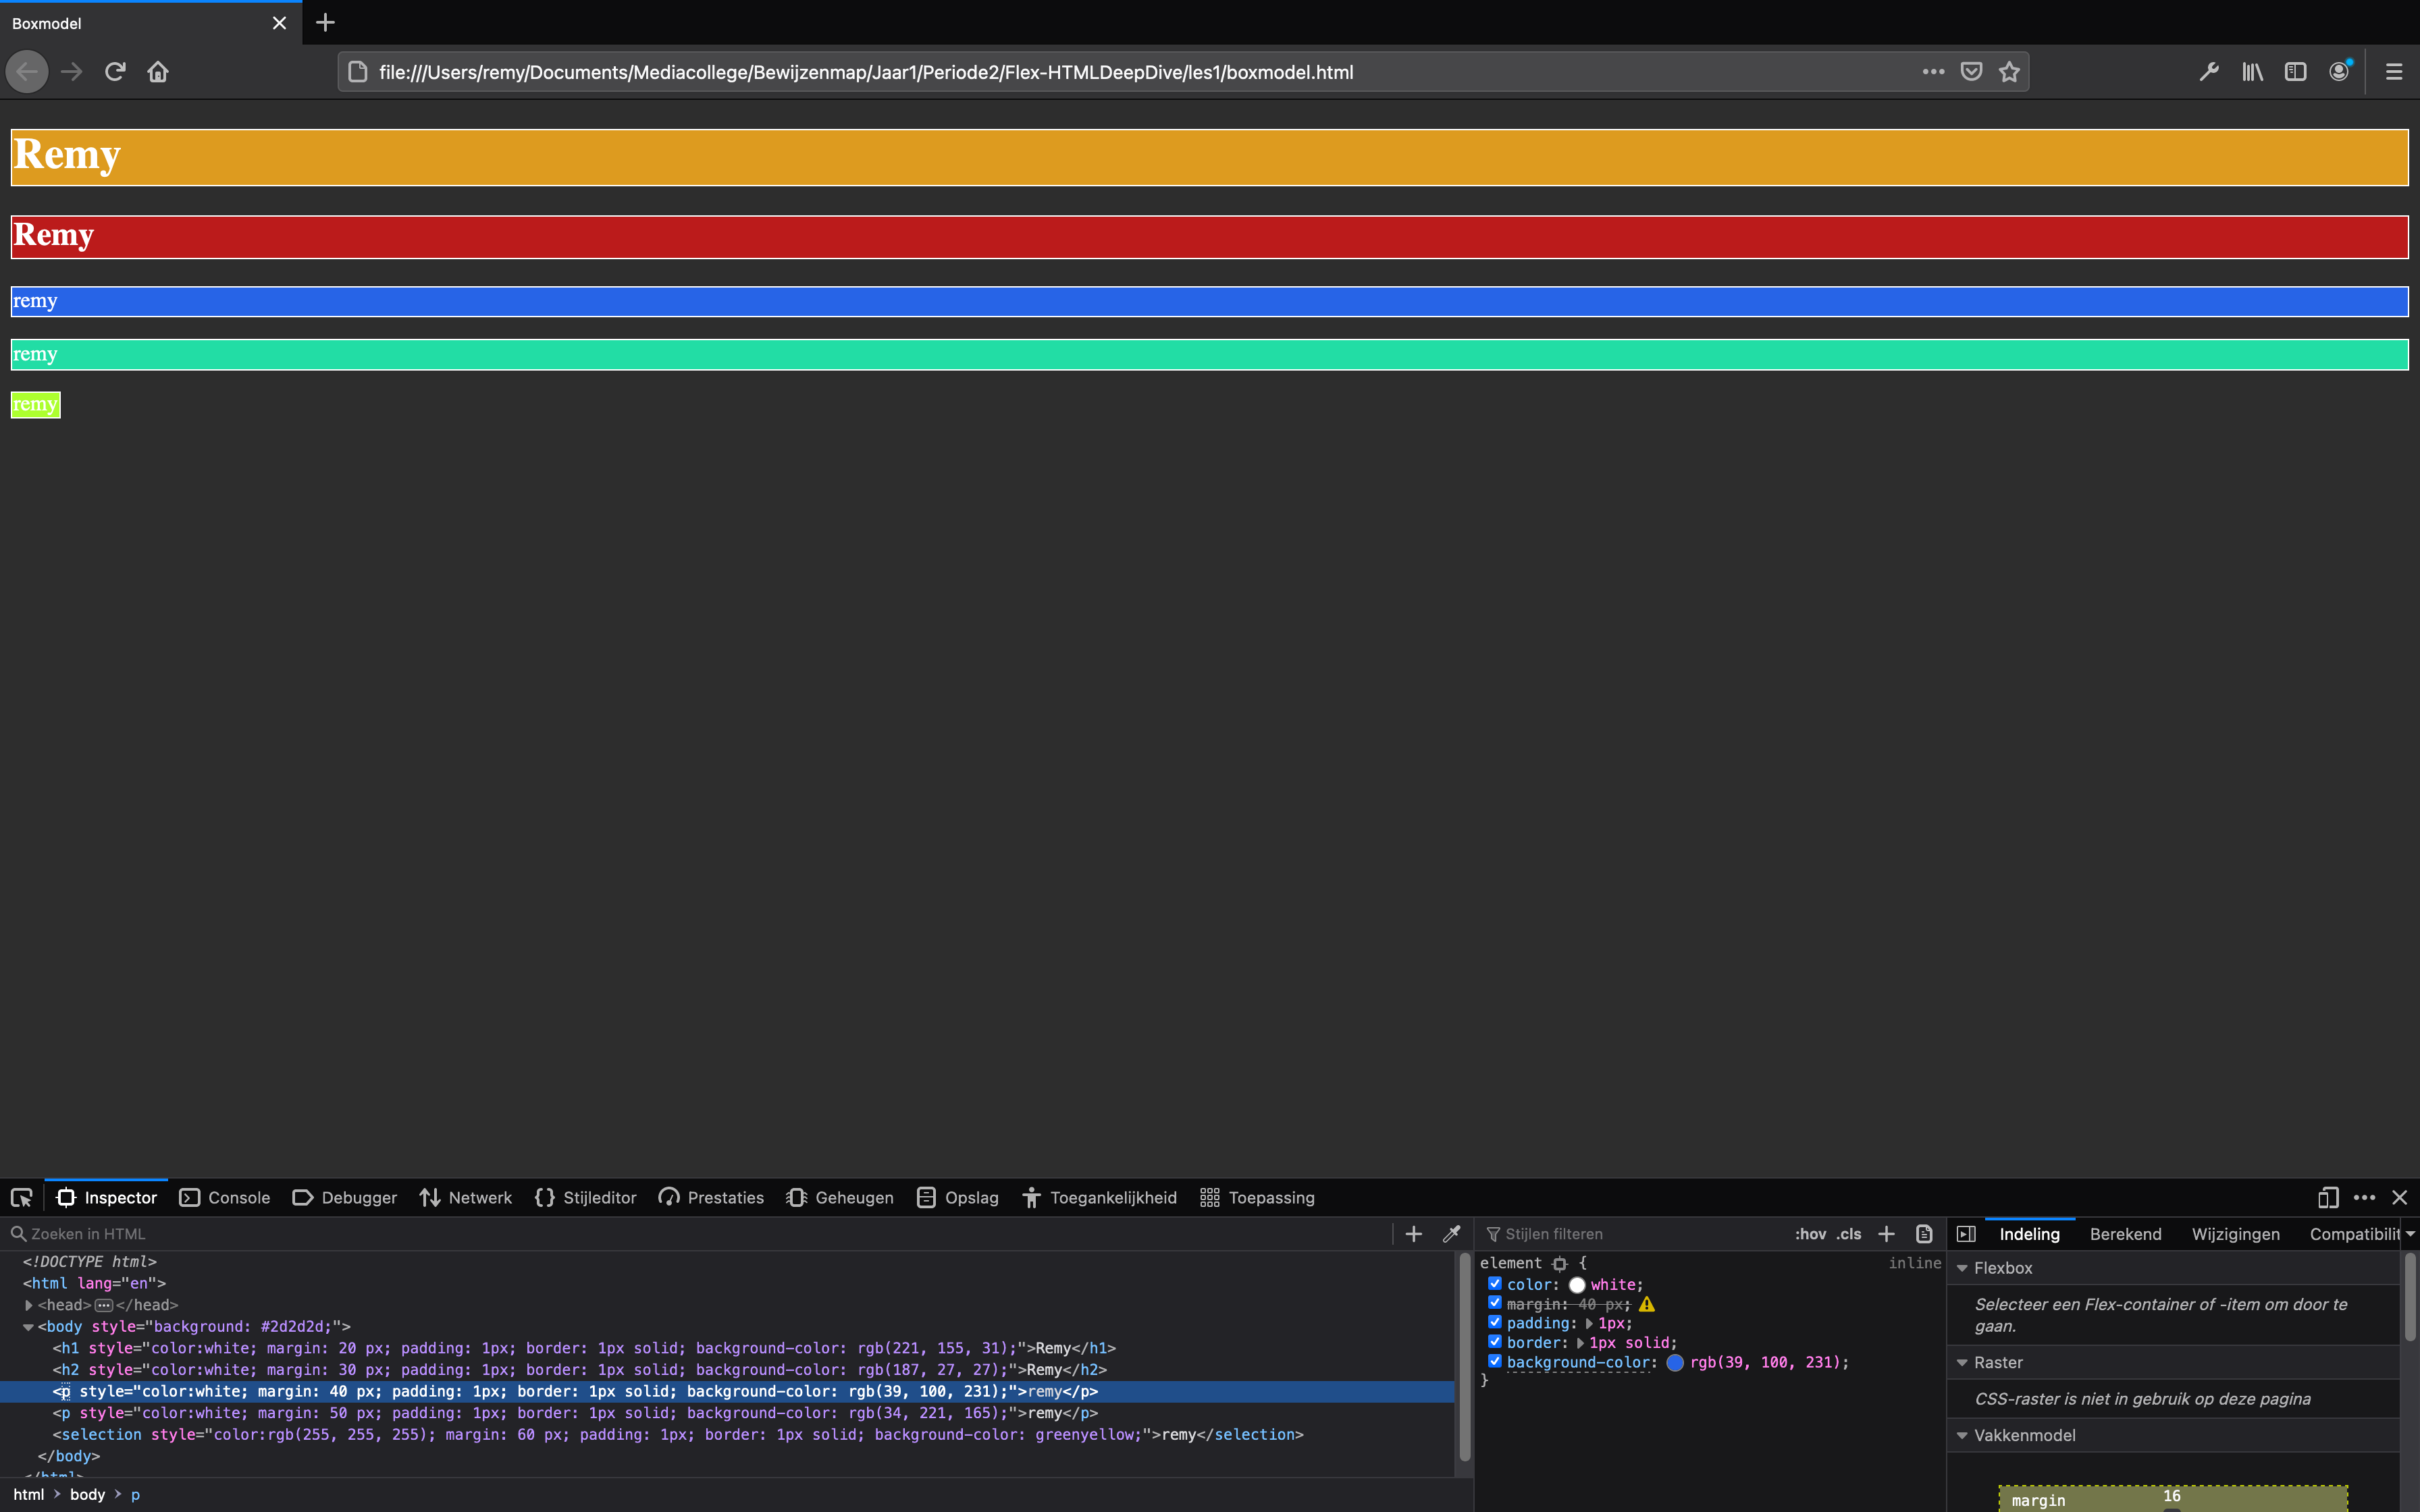 Boxmodel
file:///Users/remy/Documents/Mediacollege/Bewijzenmap/Jaar1/Periode2/Flex-HTMLDeepDive/les1/boxmodel.html
Remy
Remy
remy
remy
remy
Inspector Console Debugger Netwerk Stijleditor Prestaties Geheugen Opslag Toegankelijkheid Toepassing
Zoeken in HTML
<!DOCTYPE html>
<html lang="en">
<head></head>
<body style="background: #2d2d2d;">
<h1 style="color:white; margin: 20 px; padding: 1px; border: 1px solid; background-color: rgb(221, 155, 31);">Remy</h1>
<h2 style="color:white; margin: 30 px; padding: 1px; border: 1px solid; background-color: rgb(187, 27, 27);">Remy</h2>
<p style="color:white; margin: 40 px; padding: 1px; border: 1px solid; background-color: rgb(39, 100, 231);">remy</p>
<p style="color:white; margin: 50 px; padding: 1px; border: 1px solid; background-color: rgb(34, 221, 165);">remy</p>
<selection style="color:rgb(255, 255, 255); margin: 60 px; padding: 1px; border: 1px solid; background-color: greenyellow;">remy</selection>
</body>
</html>
html > body > p
Stijlen filteren :hov .cls
element { inline
color: white;
margin: 40 px;
padding: 1px;
border: 1px solid;
background-color: rgb(39, 100, 231);
}
Indeling Berekend Wijzigingen Compatibilit
Flexbox
Selecteer een Flex-container of -item om door te
gaan.
Raster
CSS-raster is niet in gebruik op deze pagina
Vakkenmodel
margin 16